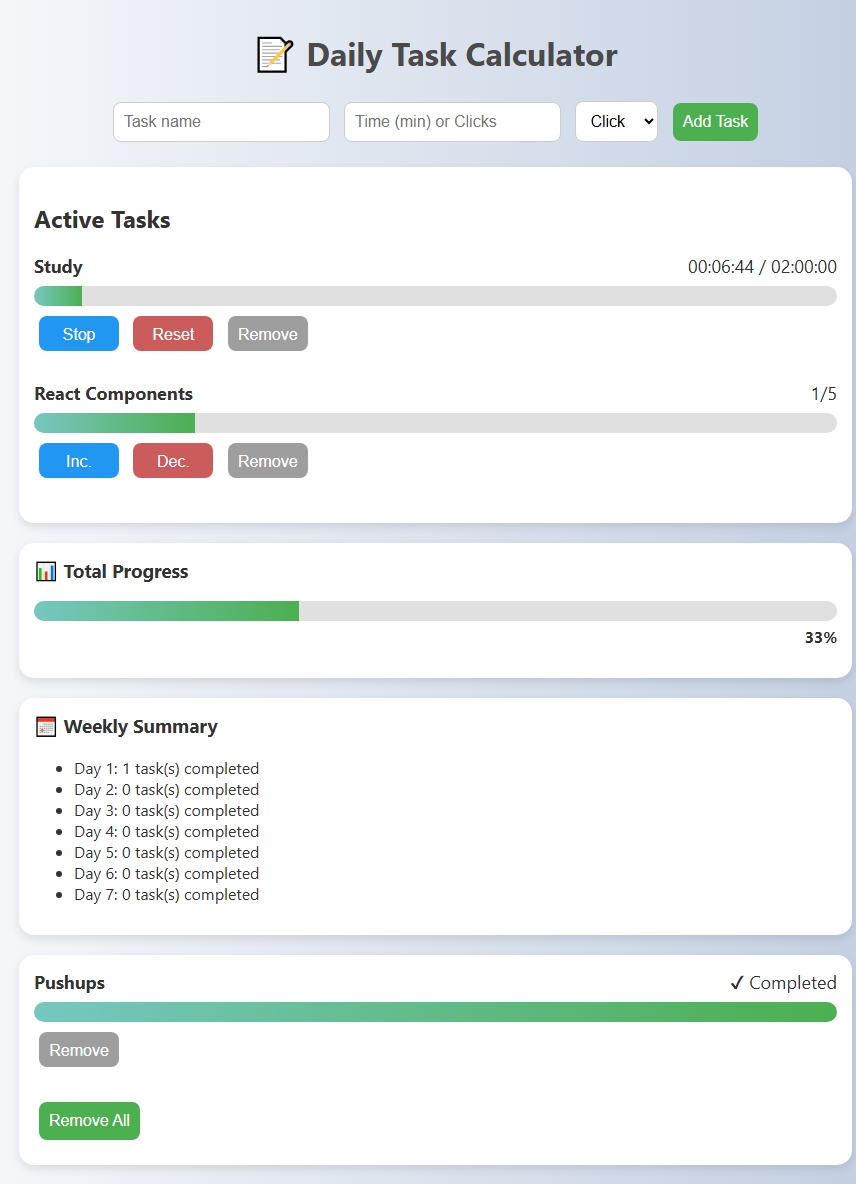 📝 Daily Task Calculator
Task name Time (min) or Clicks Click Add Task
Active Tasks
Study 00:06:44 / 02:00:00
Stop Reset Remove
React Components 1/5
Inc. Dec. Remove
📊 Total Progress
33%
📅 Weekly Summary
• Day 1: 1 task(s) completed
• Day 2: 0 task(s) completed
• Day 3: 0 task(s) completed
• Day 4: 0 task(s) completed
• Day 5: 0 task(s) completed
• Day 6: 0 task(s) completed
• Day 7: 0 task(s) completed
Pushups ✓ Completed
Remove
Remove All